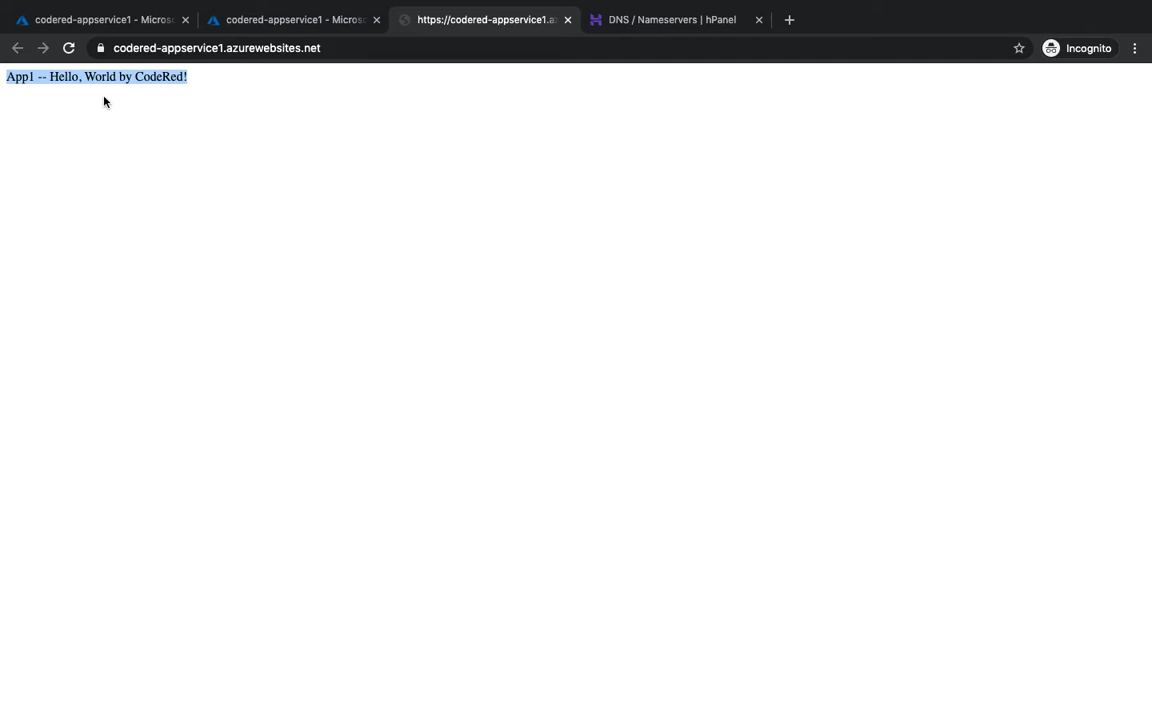 codered-appservice1 - Micros
codered-appservice1 - Micros
https://codered-appservice1.a
DNS / Nameservers | hPanel
codered-appservice1.azurewebsites.net
Incognito
App1 -- Hello, World by CodeRed!